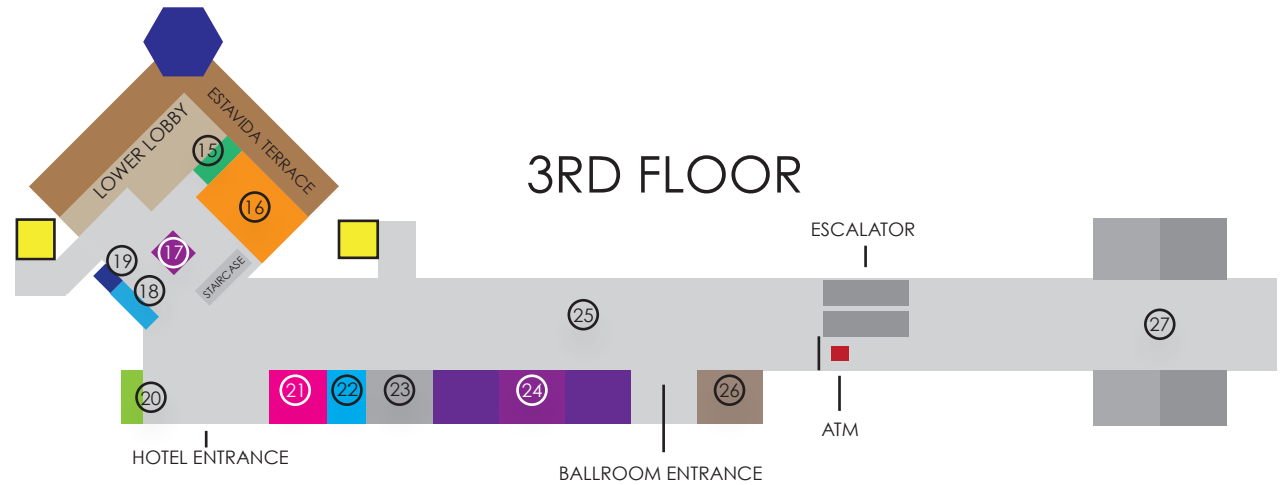 LOWER LOBBY
ESTAVIDA TERRACE
15
16
3RD FLOOR
17
19
18
STAIRCASE
ESCALATOR
25
27
20
21
22
23
24
26
ATM
HOTEL ENTRANCE
BALLROOM ENTRANCE